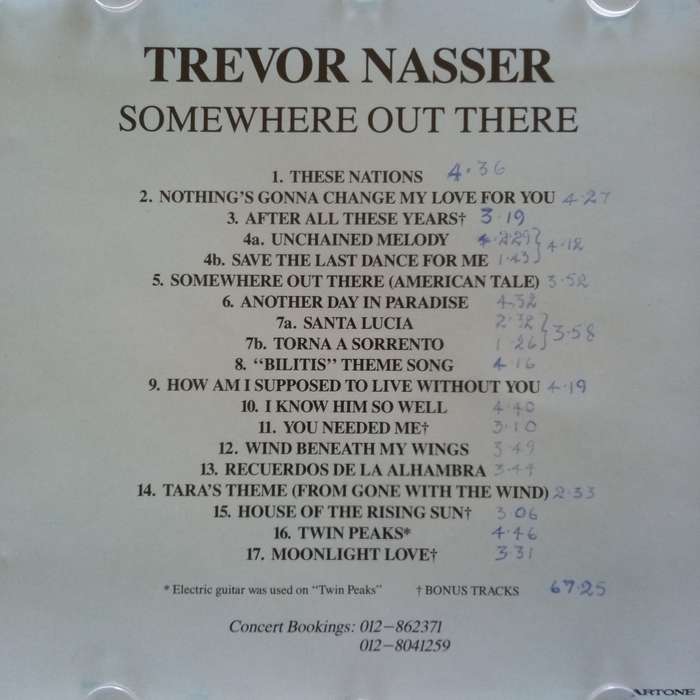 TREVOR NASSER
SOMEWHERE OUT THERE
1. THESE NATIONS 4.36
2. NOTHING'S GONNA CHANGE MY LOVE FOR YOU 4.27
3. AFTER ALL THESE YEARS† 3.19
4a. UNCHAINED MELODY 2.29 } 4.12
4b. SAVE THE LAST DANCE FOR ME 1.43
5. SOMEWHERE OUT THERE (AMERICAN TALE) 3.52
6. ANOTHER DAY IN PARADISE 4.32
7a. SANTA LUCIA 2.32 } 3.58
7b. TORNA A SORRENTO 1.26
8. “BILITIS” THEME SONG 4.16
9. HOW AM I SUPPOSED TO LIVE WITHOUT YOU 4.19
10. I KNOW HIM SO WELL 4.40
11. YOU NEEDED ME† 3.10
12. WIND BENEATH MY WINGS 3.49
13. RECUERDOS DE LA ALHAMBRA 3.44
14. TARA'S THEME (FROM GONE WITH THE WIND) 2.33
15. HOUSE OF THE RISING SUN† 3.06
16. TWIN PEAKS* 4.46
17. MOONLIGHT LOVE† 3.31
* Electric guitar was used on “Twin Peaks” † BONUS TRACKS 67.25
Concert Bookings: 012–862371
012–8041259
ARTONE